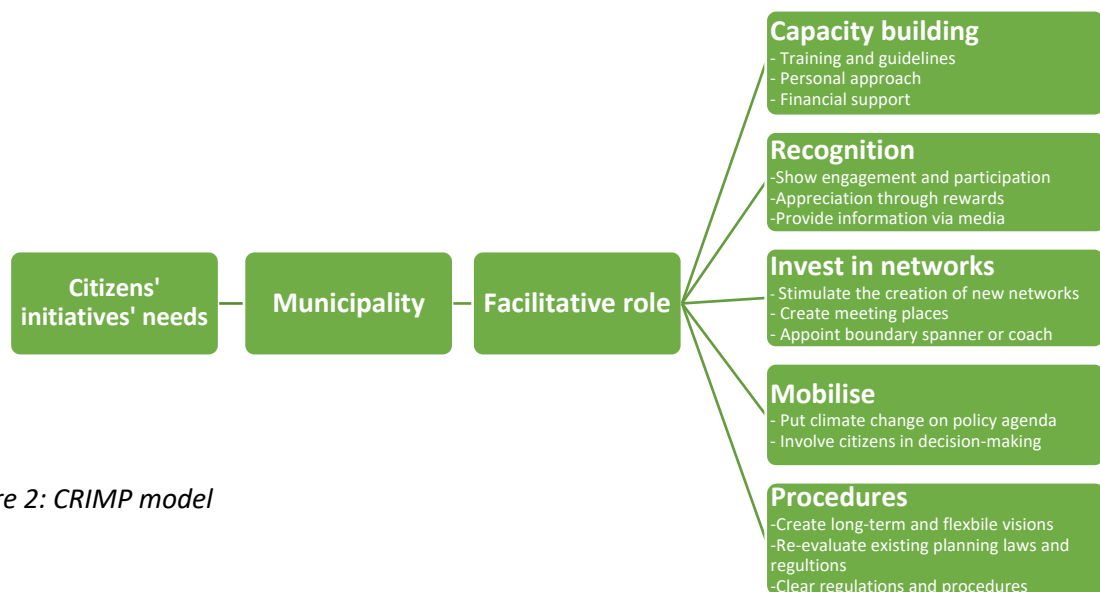 Citizens'
initiatives' needs
Municipality
Facilitative role
Capacity building
- Training and guidelines
- Personal approach
- Financial support
Recognition
-Show engagement and participation
-Appreciation through rewards
-Provide information via media
Invest in networks
- Stimulate the creation of new networks
- Create meeting places
- Appoint boundary spanner or coach
Mobilise
- Put climate change on policy agenda
- Involve citizens in decision-making
Procedures
-Create long-term and flexbile visions
-Re-evaluate existing planning laws and
regultions
-Clear regulations and procedures
re 2: CRIMP model